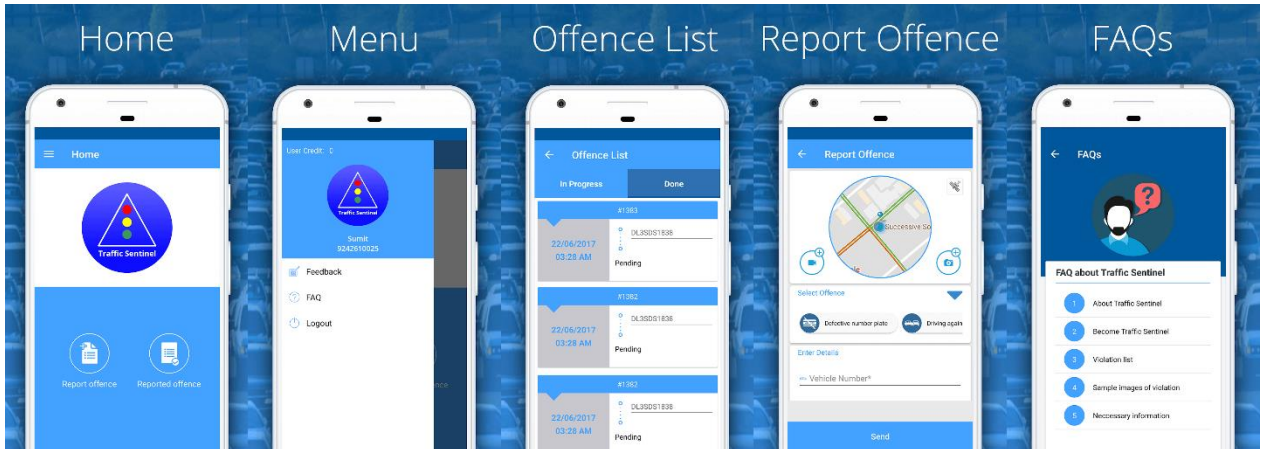 Home
Menu
Offence List
Report Offence
FAQs
Home
Traffic Sentinel
Report offence
Reported offence
User Credit:
Traffic Sentinel
Sumit
9242610025
Feedback
FAQ
Logout
Offence List
In Progress
Done
#1383
22/06/2017
03:28 AM
DL3SDS1838
Pending
#1382
22/06/2017
03:28 AM
DL3SDS1838
Pending
#1382
22/06/2017
03:28 AM
DL3SDS1838
Pending
Report Offence
Successive So
Select Offence
Defective number plate
Driving again
Enter Details
Vehicle Number*
Send
FAQs
?
FAQ about Traffic Sentinel
1 About Traffic Sentinel
2 Become Traffic Sentinel
3 Violation list
4 Sample images of violation
5 Neccessary information